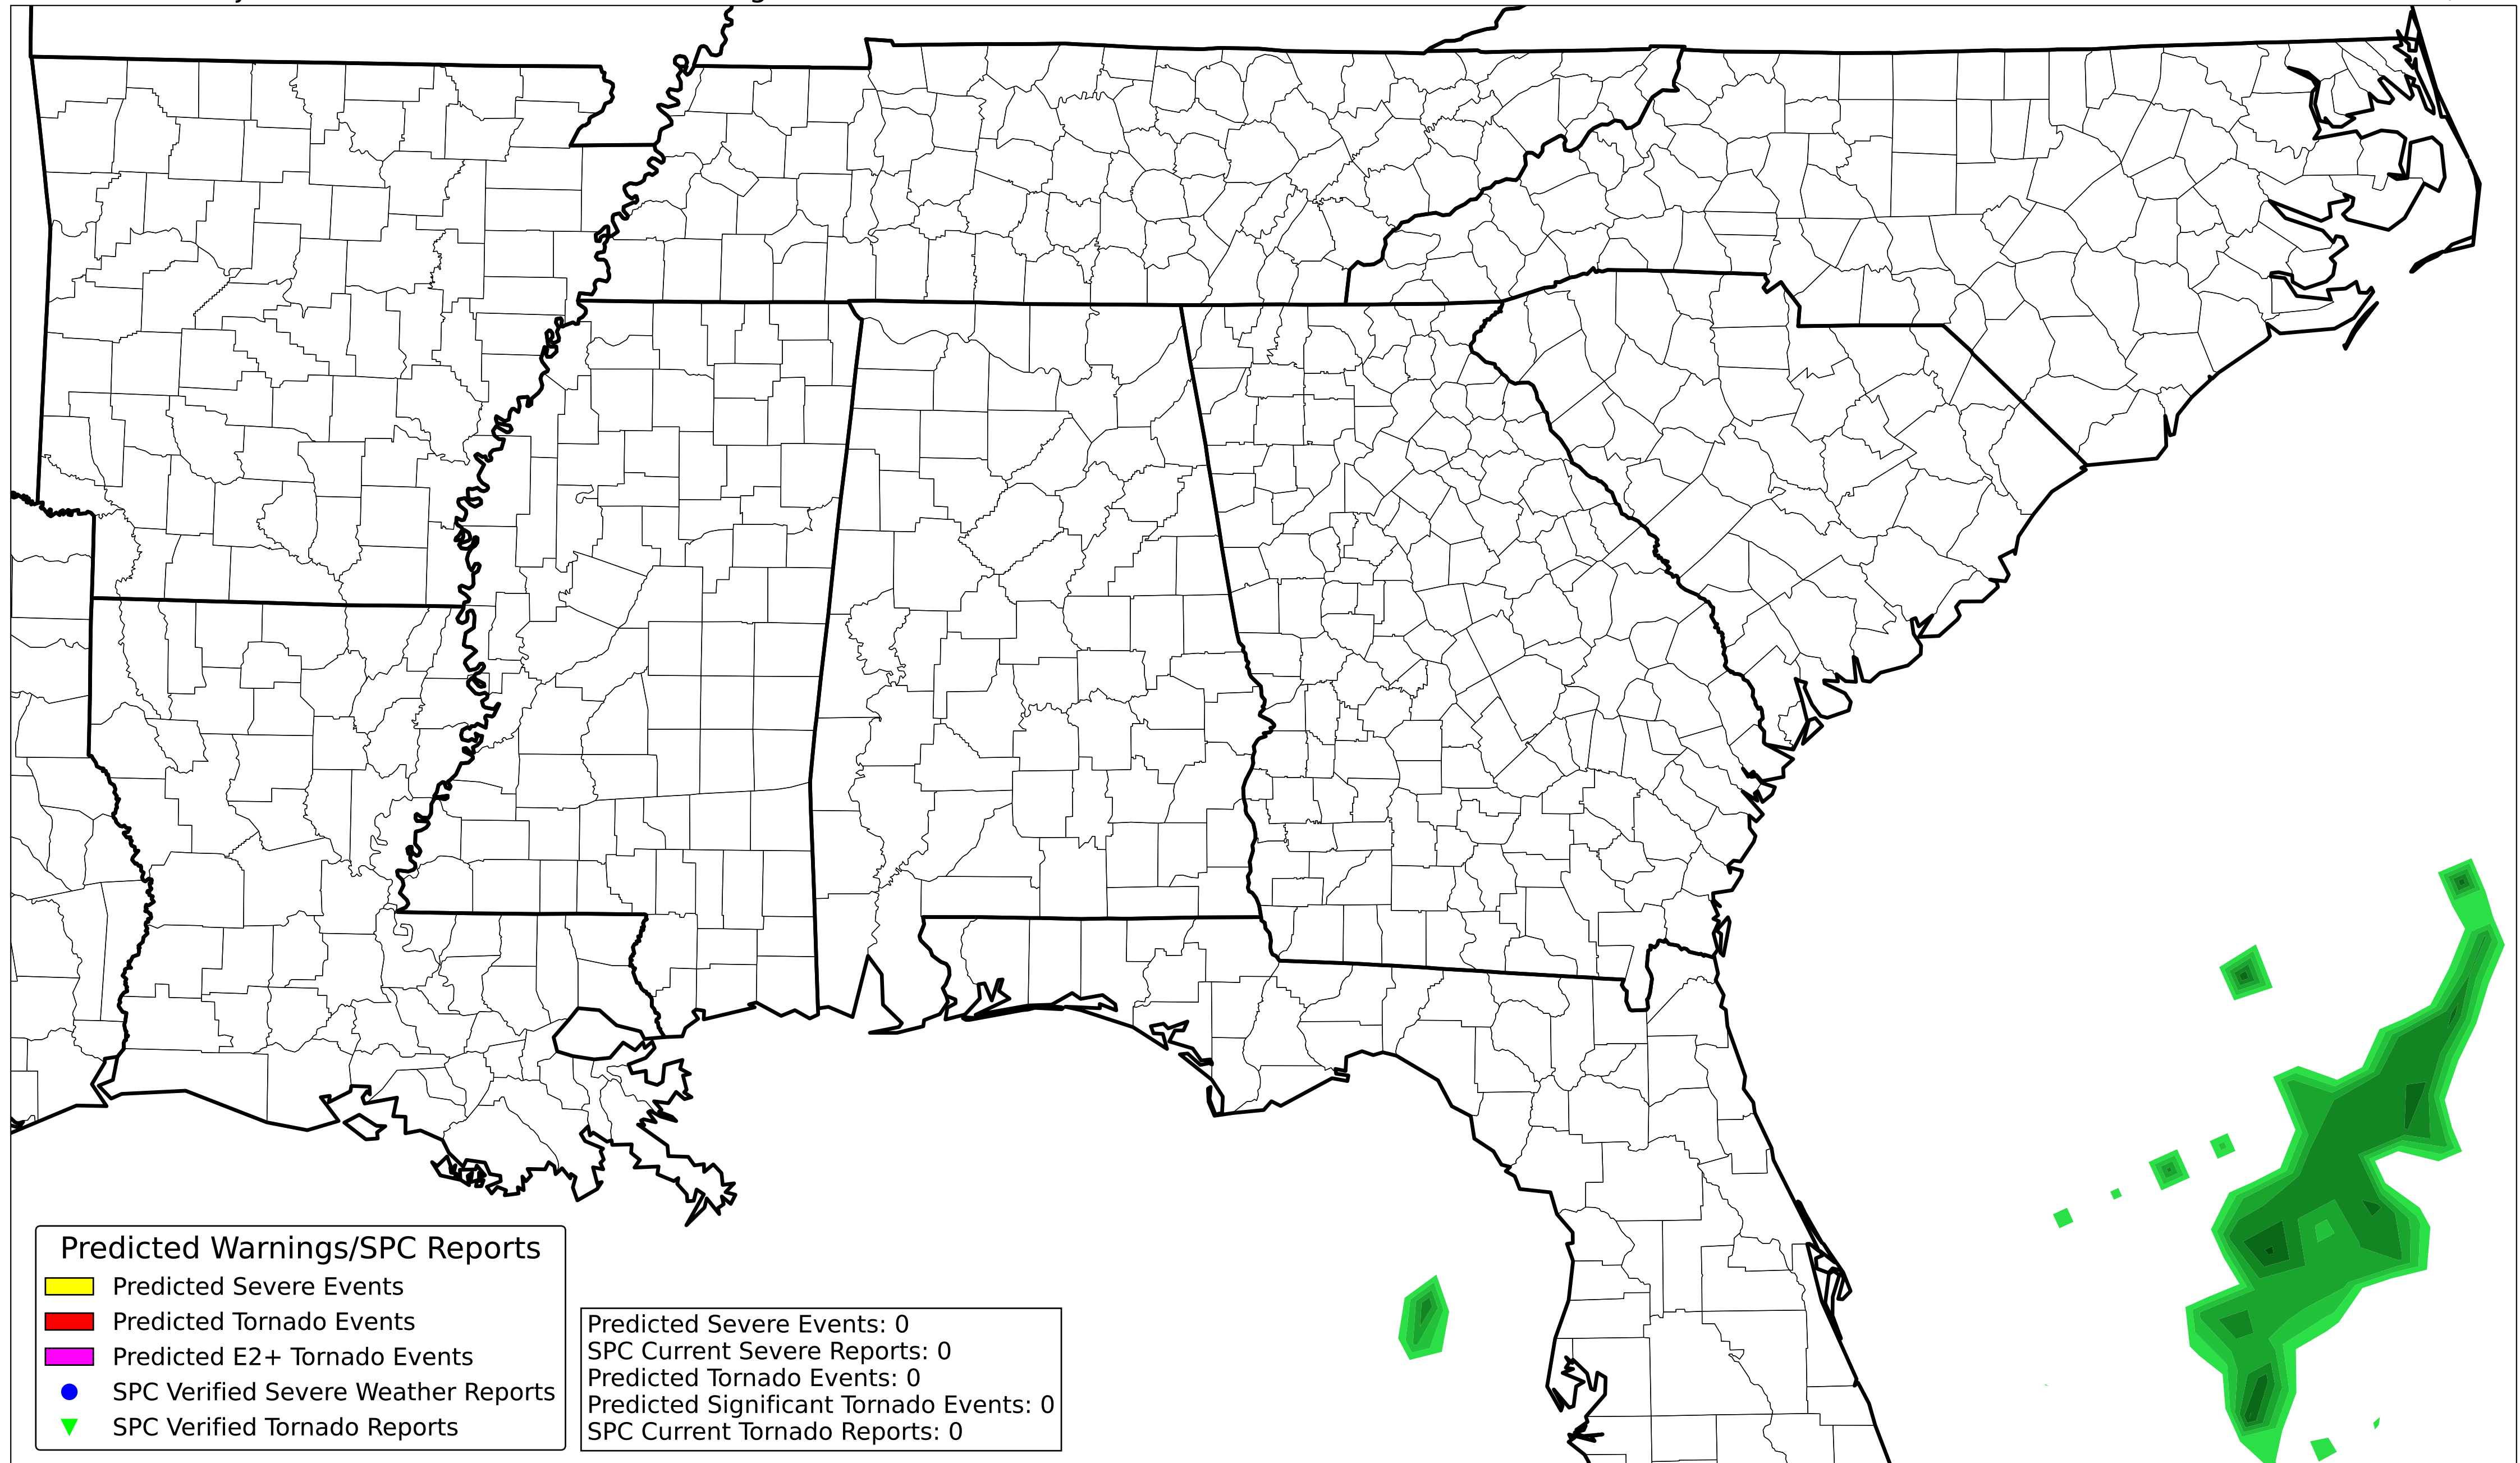 Predicted Warnings/SPC Reports
Predicted Severe Events
Predicted Tornado Events
Predicted E2+ Tornado Events
SPC Verified Severe Weather Reports
SPC Verified Tornado Reports
Predicted Severe Events: 0
SPC Current Severe Reports: 0
Predicted Tornado Events: 0
Predicted Significant Tornado Events: 0
SPC Current Tornado Reports: 0